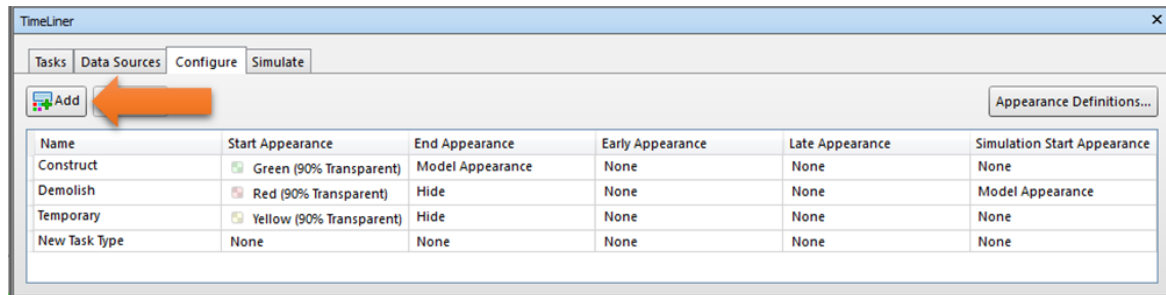 TimeLiner
Tasks Data Sources Configure Simulate
Add Appearance Definitions...
Name Start Appearance End Appearance Early Appearance Late Appearance Simulation Start Appearance
Construct Green (90% Transparent) Model Appearance None None None
Demolish Red (90% Transparent) Hide None None Model Appearance
Temporary Yellow (90% Transparent) Hide None None None
New Task Type None None None None None